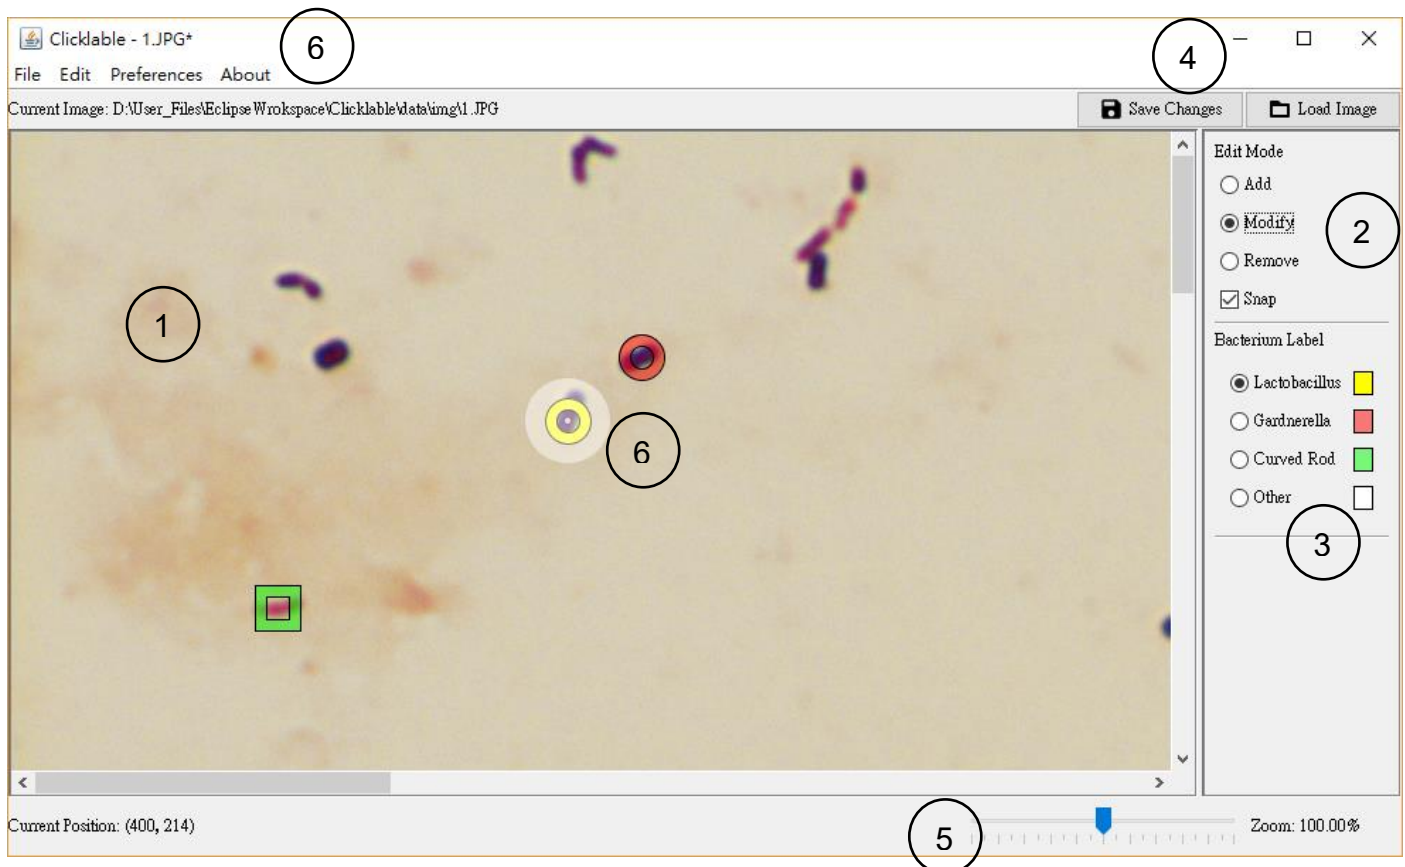 Clicklable - 1.JPG*
6
4
File Edit Preferences About
Current Image: D:\User_Files\EclipseWrokspace\Clicklable\data\img\1.JPG
Save Changes
Load Image
Edit Mode
Add
Modify
2
Remove
Snap
1
Bacterium Label
Lactobacillus
Gardnerella
6
Curved Rod
Other
3
Current Position: (400, 214)
5
Zoom: 100.00%